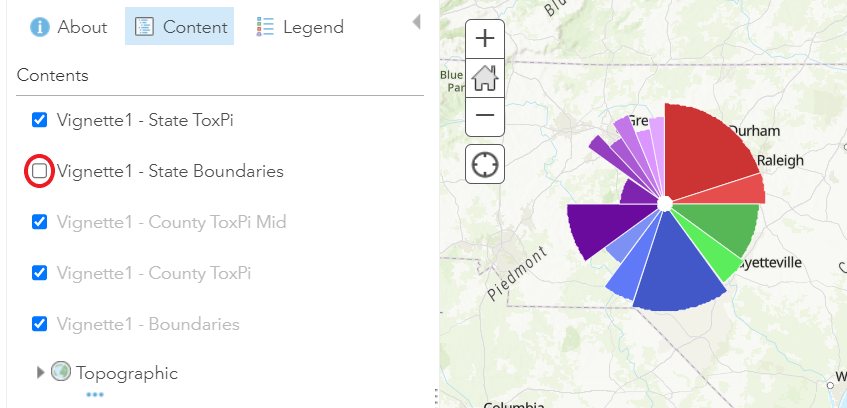 About
Content
Legend
Contents
Vignette1 - State ToxPi
Vignette1 - State Boundaries
Vignette1 - County ToxPi Mid
Vignette1 - County ToxPi
Vignette1 - Boundaries
Topographic
Blue
Par
Gre
Durham
Raleigh
ayetteville
Piedmont
Columbia